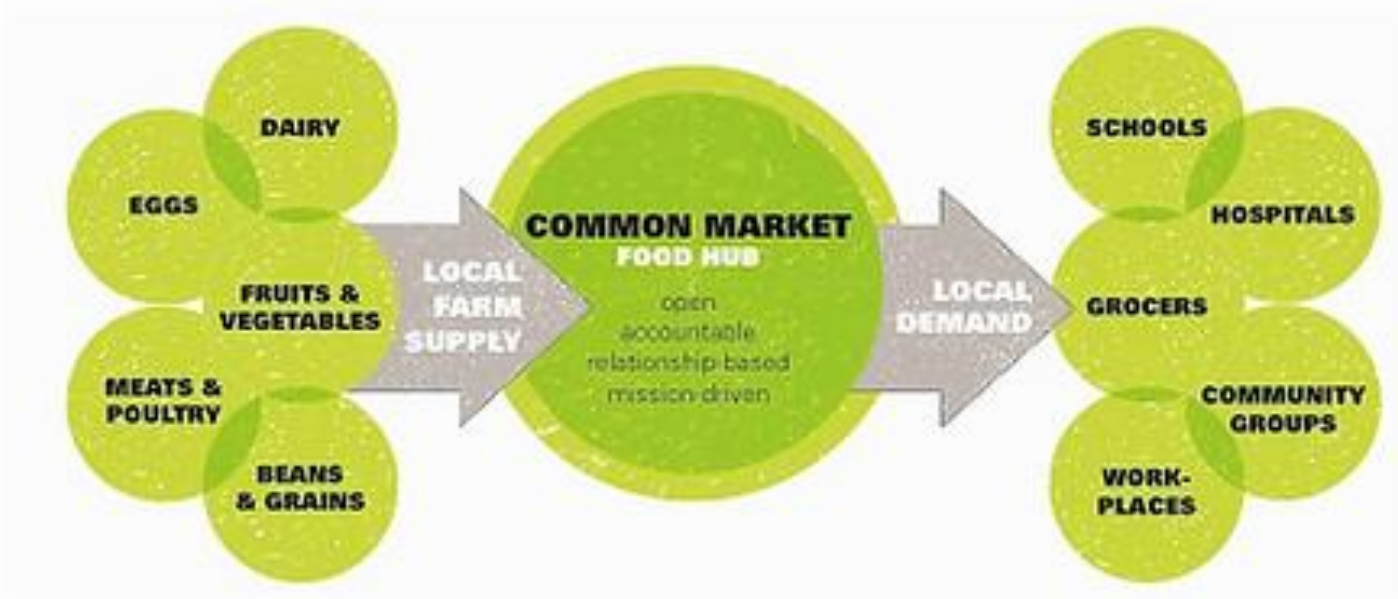 DAIRY
EGGS
FRUITS &
VEGETABLES
MEATS &
POULTRY
BEANS
& GRAINS
LOCAL
FARM
SUPPLY
COMMON MARKET
FOOD HUB
open
accountable
relationship-based
mission-driven
LOCAL
DEMAND
SCHOOLS
HOSPITALS
GROCERS
COMMUNITY
GROUPS
WORK-
PLACES